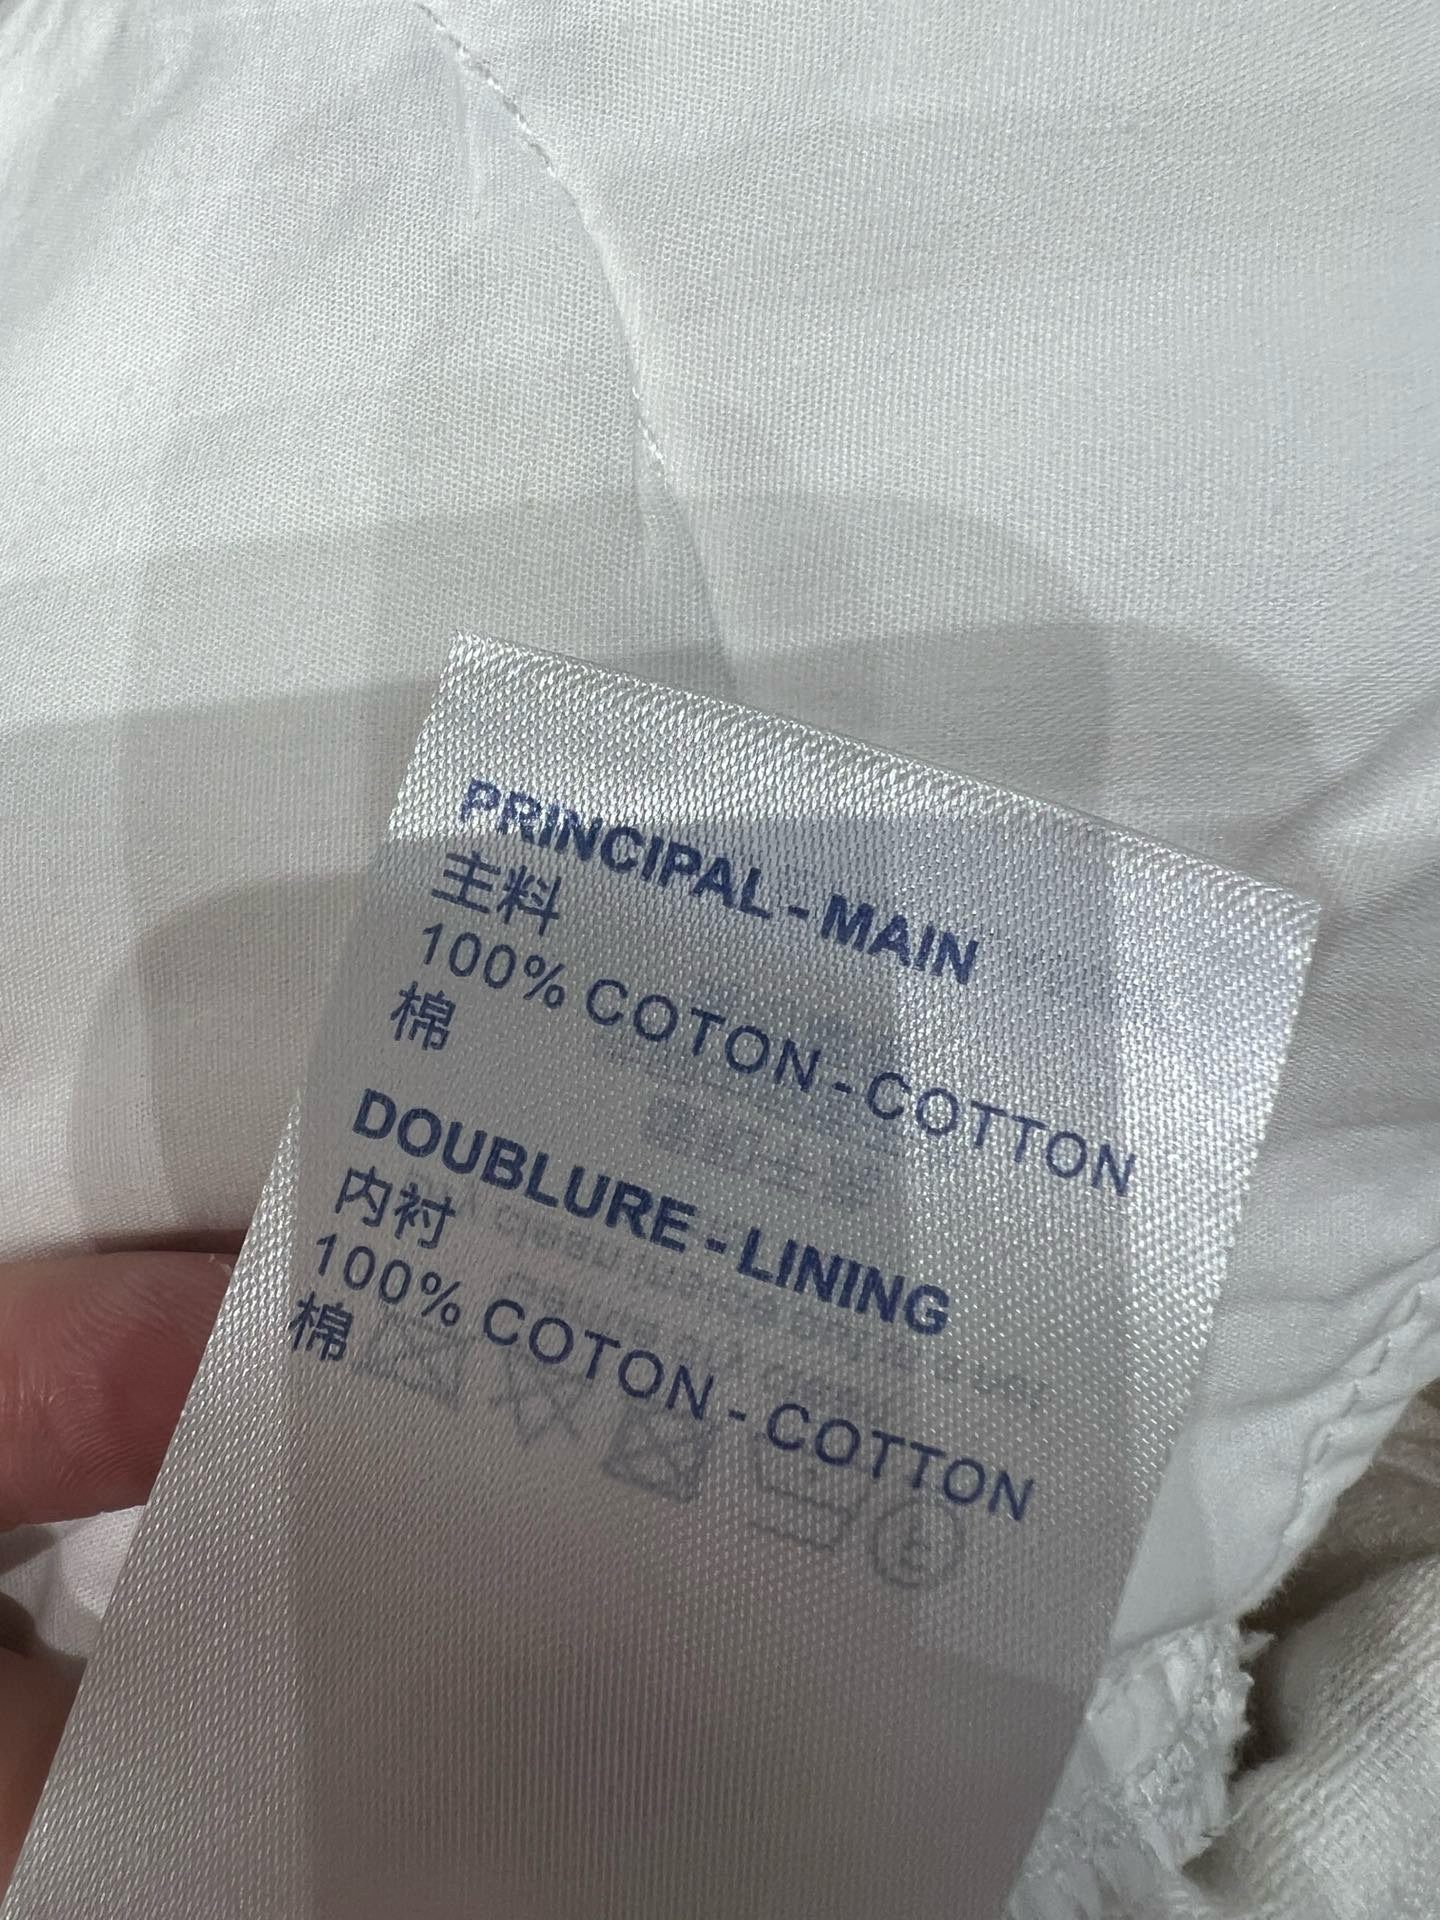 PRINCIPAL - MAIN
主料
100% COTON - COTTON
棉
DOUBLURE - LINING
内衬
100% COTON - COTTON
棉